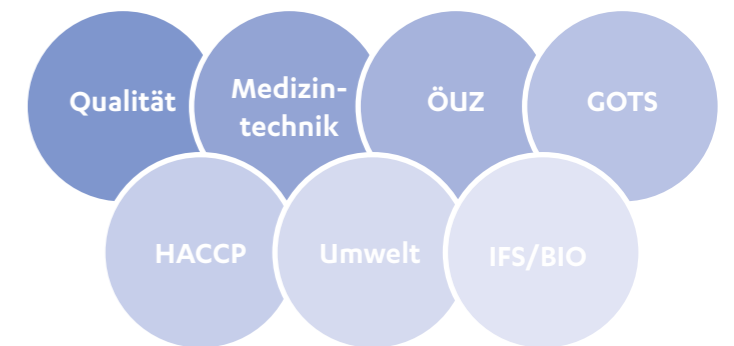 Qualität
Medizin-
technik
ÖUZ
GOTS
HACCP
Umwelt
IFS/BIO